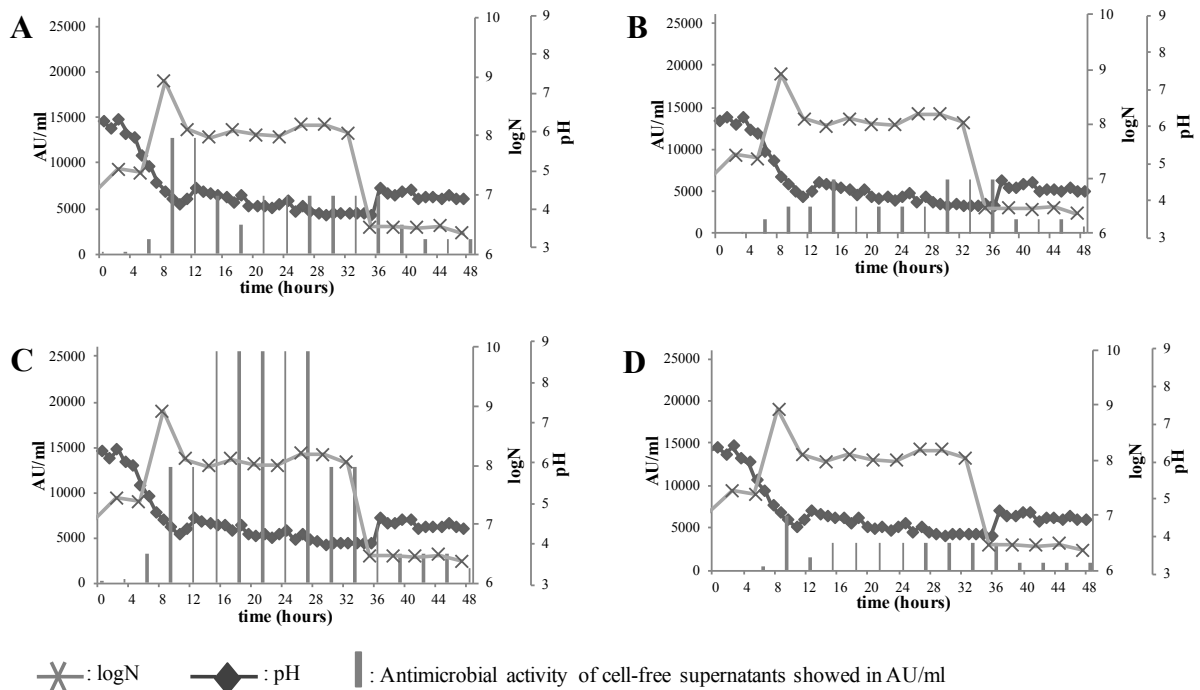 A
25000
20000
15000
10000
5000
0
AU/ml
0 4 8 12 16 20 24 28 32 36 40 44 48
time (hours)
10
9
8
7
6
logN
9
8
7
6
5
4
3
pH
B
25000
20000
15000
10000
5000
0
AU/ml
0 4 8 12 16 20 24 28 32 36 40 44 48
time (hours)
10
9
8
7
6
logN
9
8
7
6
5
4
3
pH
C
25000
20000
15000
10000
5000
0
AU/ml
0 4 8 12 16 20 24 28 32 36 40 44 48
time (hours)
10
9
8
7
6
logN
9
8
7
6
5
4
3
pH
D
25000
20000
15000
10000
5000
0
AU/ml
0 4 8 12 16 20 24 28 32 36 40 44 48
time (hours)
10
9
8
7
6
logN
9
8
7
6
5
4
3
pH
: logN : pH : Antimicrobial activity of cell-free supernatants showed in AU/ml